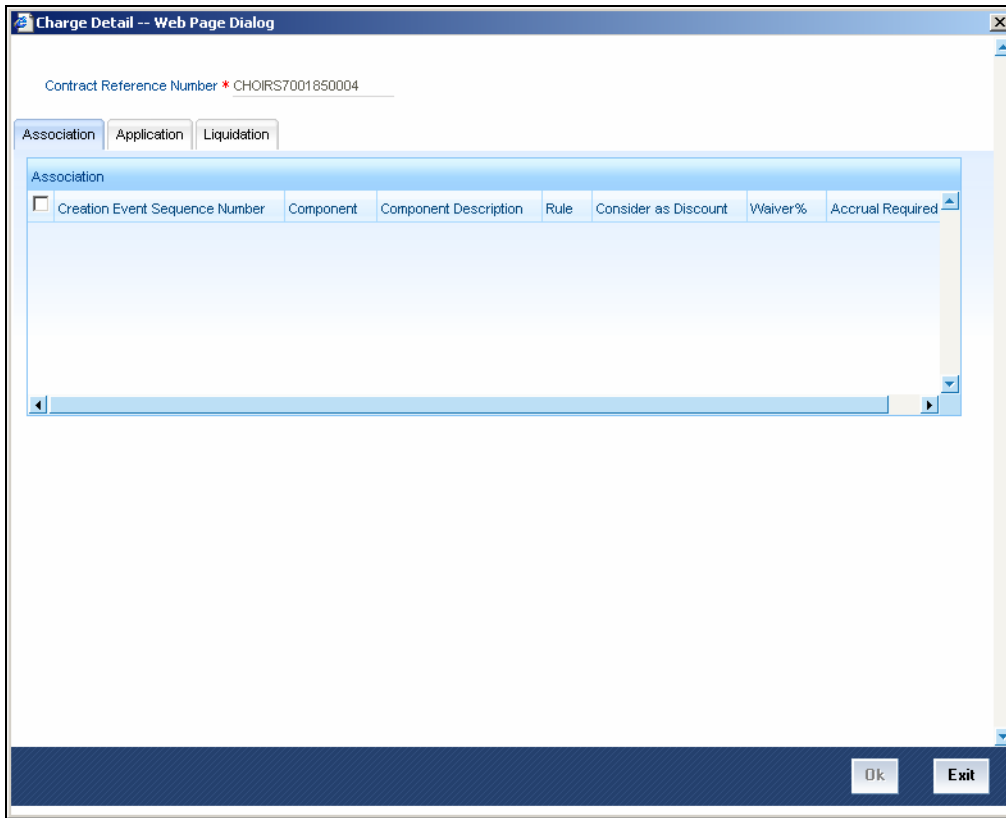 Charge Detail -- Web Page Dialog
Contract Reference Number * CHOIRS7001850004
Association Application Liquidation
Association
Creation Event Sequence Number Component Component Description Rule Consider as Discount Waiver% Accrual Required
Ok Exit